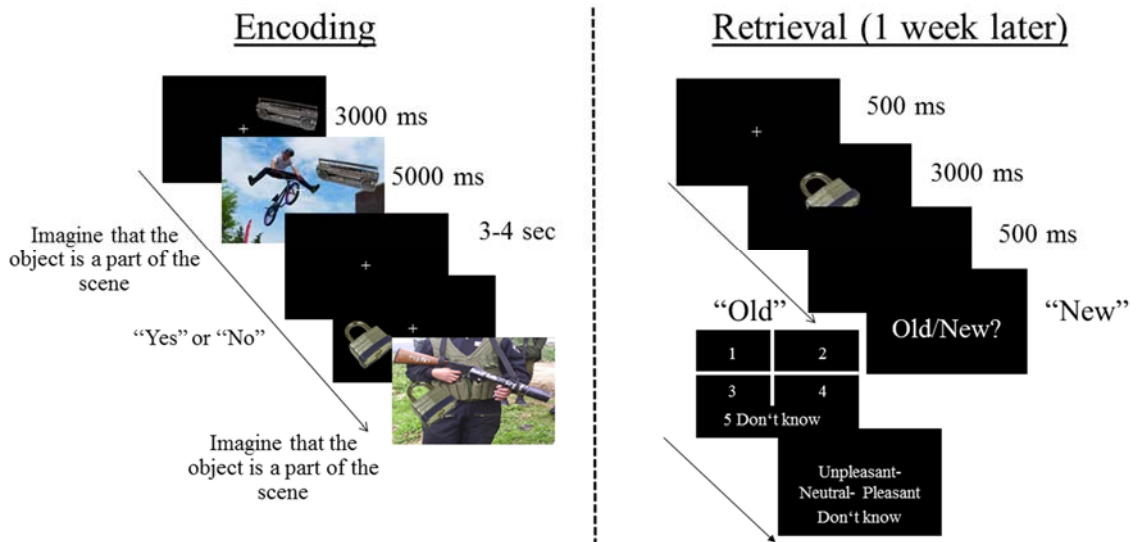 Encoding
3000 ms
5000 ms
3-4 sec
Imagine that the
object is a part of the
scene
“Yes” or “No”
Imagine that the
object is a part of the
scene
Retrieval (1 week later)
500 ms
3000 ms
500 ms
“Old”
“New”
Old/New?
1 2
3 4
5 Don‘t know
Unpleasant-
Neutral- Pleasant
Don‘t know